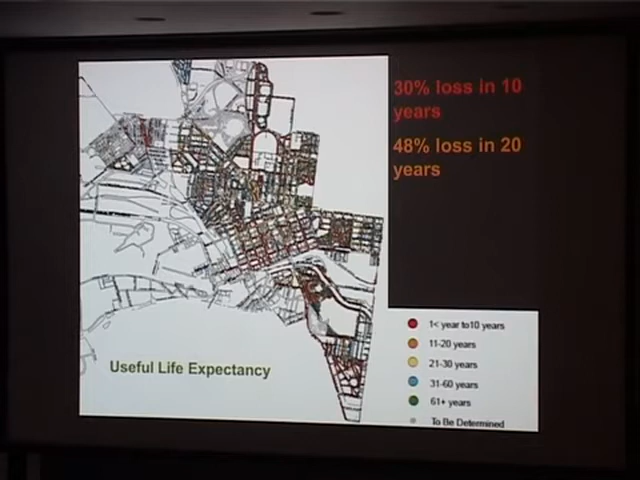 30% loss in 10
years
48% loss in 20
years
1< year to10 years
11-20 years
21-30 years
31-60 years
61+ years
To Be Determined
Useful Life Expectancy